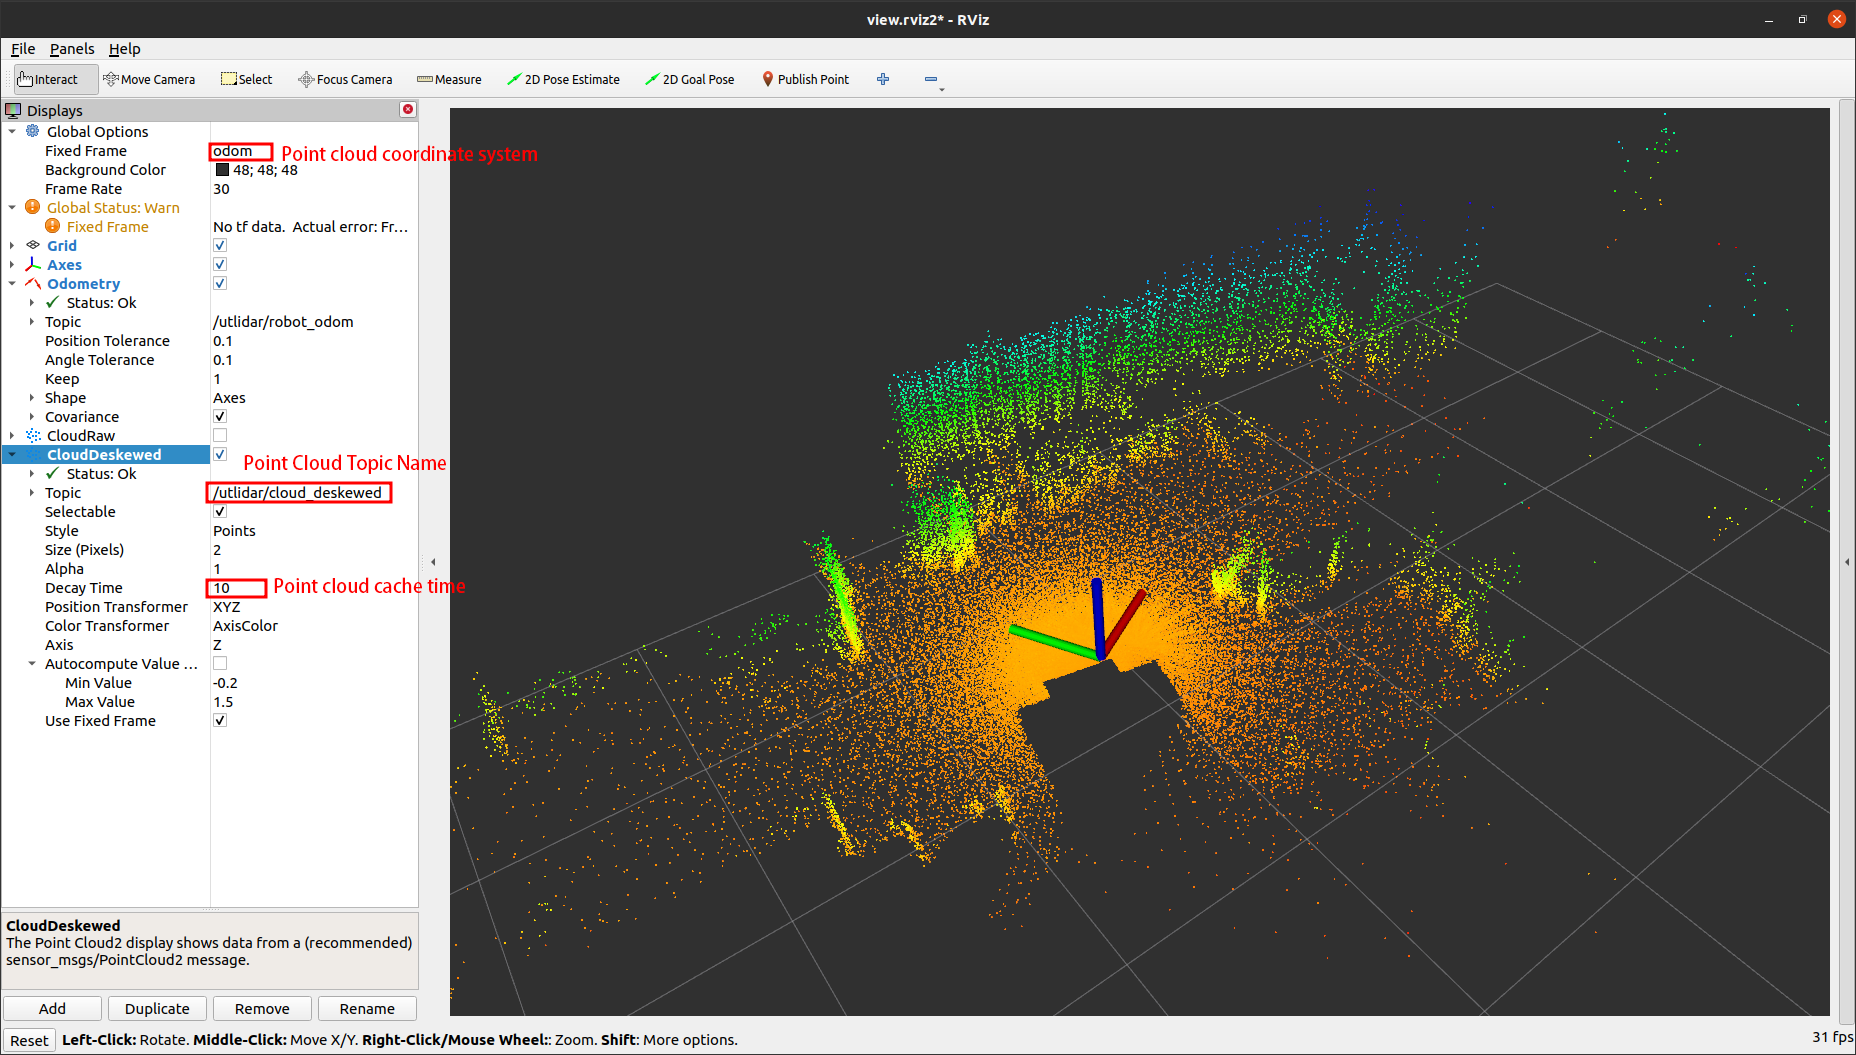 view.rviz2* - RViz
File Panels Help
Interact Move Camera Select Focus Camera Measure 2D Pose Estimate 2D Goal Pose Publish Point
Displays
Global Options
Fixed Frame odom Point cloud coordinate system
Background Color 48; 48; 48
Frame Rate 30
Global Status: Warn
Fixed Frame No tf data. Actual error: Fr...
Grid
Axes
Odometry
Status: Ok
Topic /utlidar/robot_odom
Position Tolerance 0.1
Angle Tolerance 0.1
Keep 1
Shape Axes
Covariance
CloudRaw
CloudDeskewed Point Cloud Topic Name
Status: Ok
Topic /utlidar/cloud_deskewed
Selectable
Style Points
Size (Pixels) 2
Alpha 1
Decay Time 10 Point cloud cache time
Position Transformer XYZ
Color Transformer AxisColor
Axis Z
Autocompute Value ...
Min Value -0.2
Max Value 1.5
Use Fixed Frame
CloudDeskewed
The Point Cloud2 display shows data from a (recommended)
sensor_msgs/PointCloud2 message.
Add Duplicate Remove Rename
Reset Left-Click: Rotate. Middle-Click: Move X/Y. Right-Click/Mouse Wheel:: Zoom. Shift: More options. 31 fps